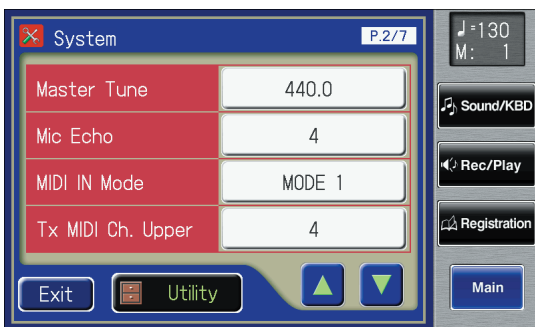 System P.2/7
Master Tune 440.0
Mic Echo 4
MIDI IN Mode MODE 1
Tx MIDI Ch. Upper 4
Exit Utility
♩=130
M: 1
Sound/KBD
Rec/Play
Registration
Main